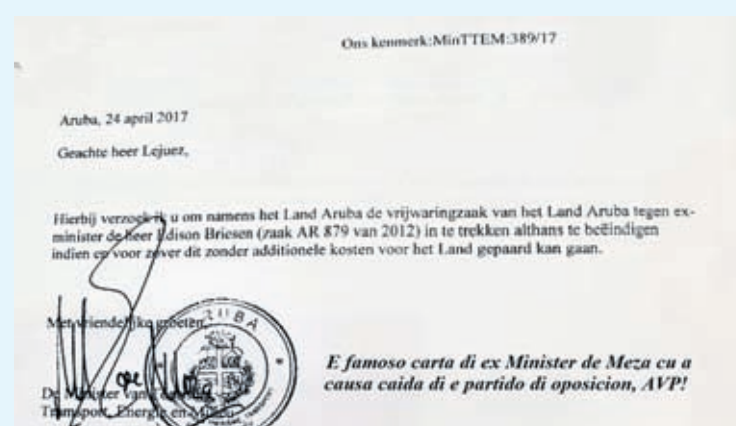 Ons kenmerk:MinTTEM:389/17
Aruba, 24 april 2017
Geachte heer Lejuez,
Hierbij verzoek ik u om namens het Land Aruba de vrijwaringzaak van het Land Aruba tegen ex-
minister de heer Edison Briesen (zaak AR 879 van 2012) in te trekken althans te beëindigen
indien en voor zover dit zonder additionele kosten voor het Land gepaard kan gaan.
Met vriendelijke groeten,
ARUBA
E famoso carta di ex Minister de Meza cu a
causa caida di e partido di oposicion, AVP!
De Minister van
Transport, Energie en Milieu